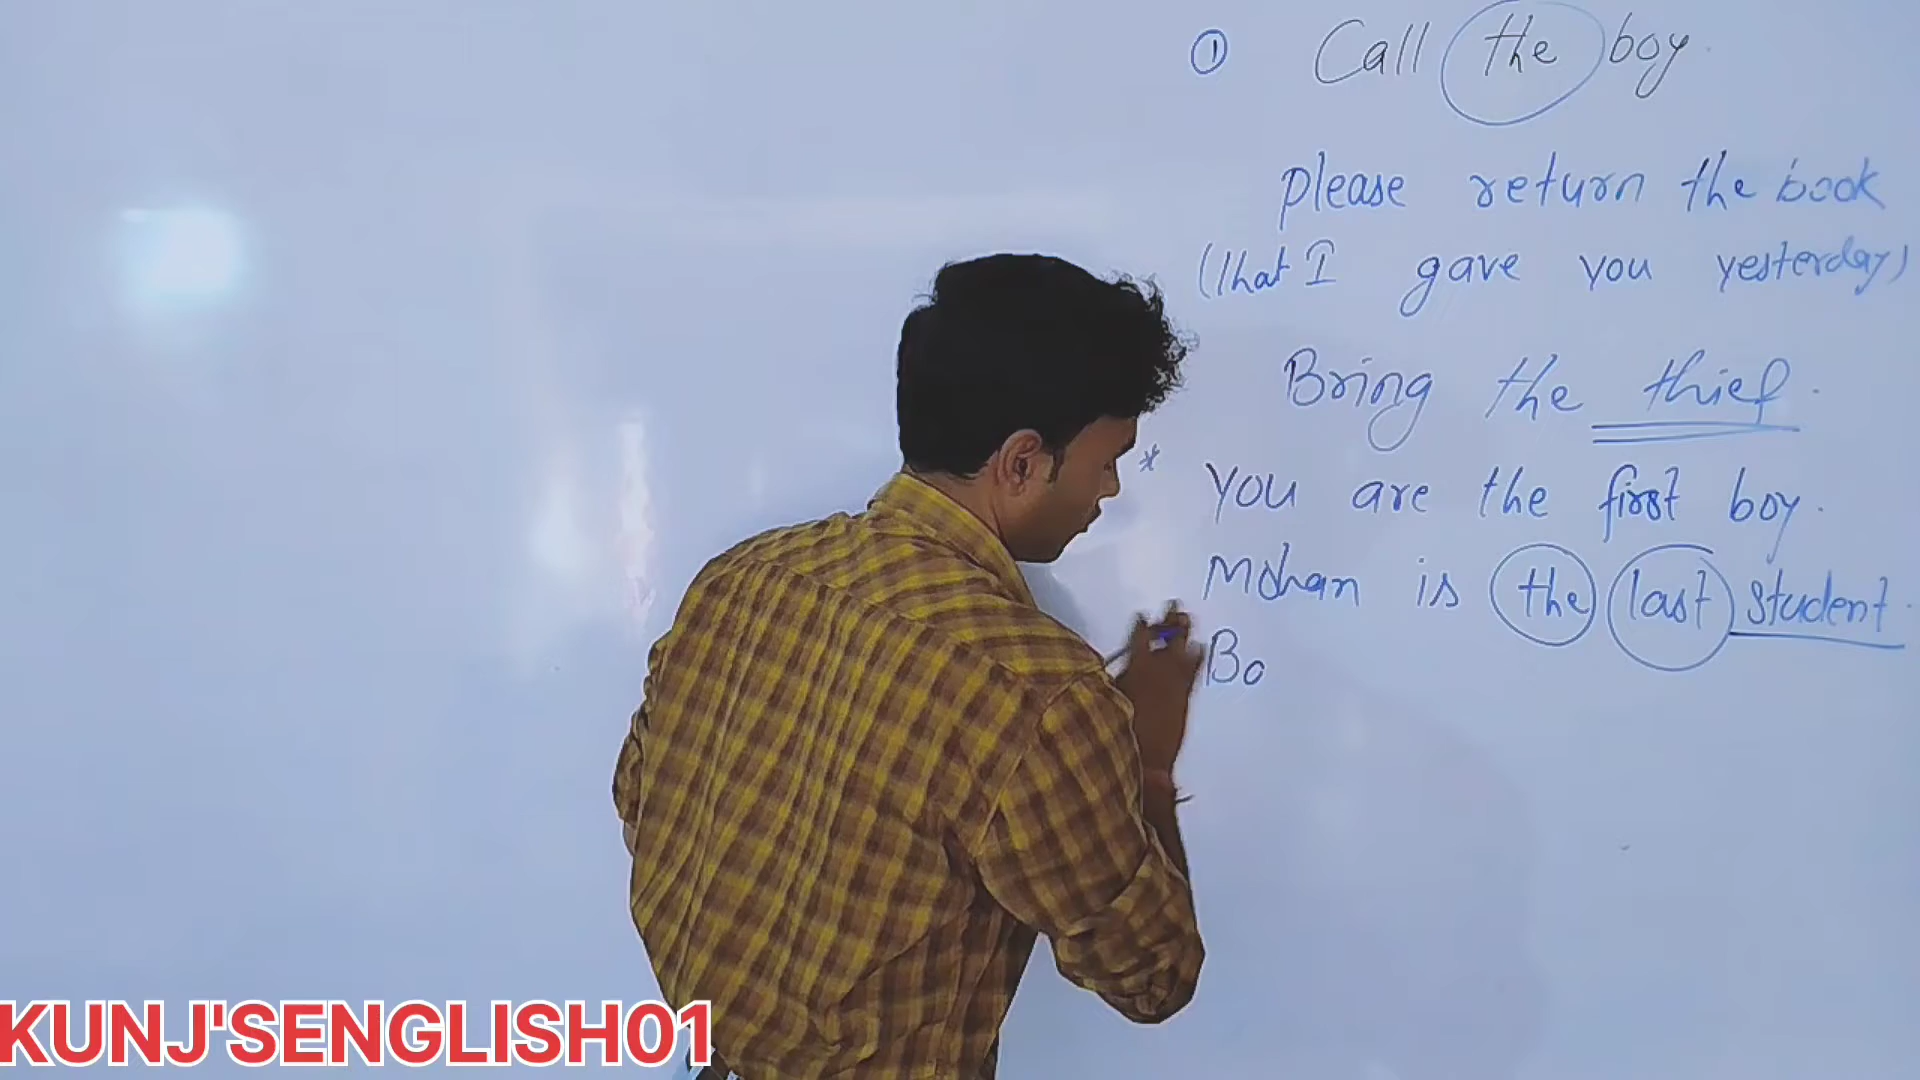 ① Call the boy.
please return the book
(that I gave you yesterday)
Bring the thief.
* You are the first boy.
Mohan is the last student.
Bo
KUNJ'SENGLISH01